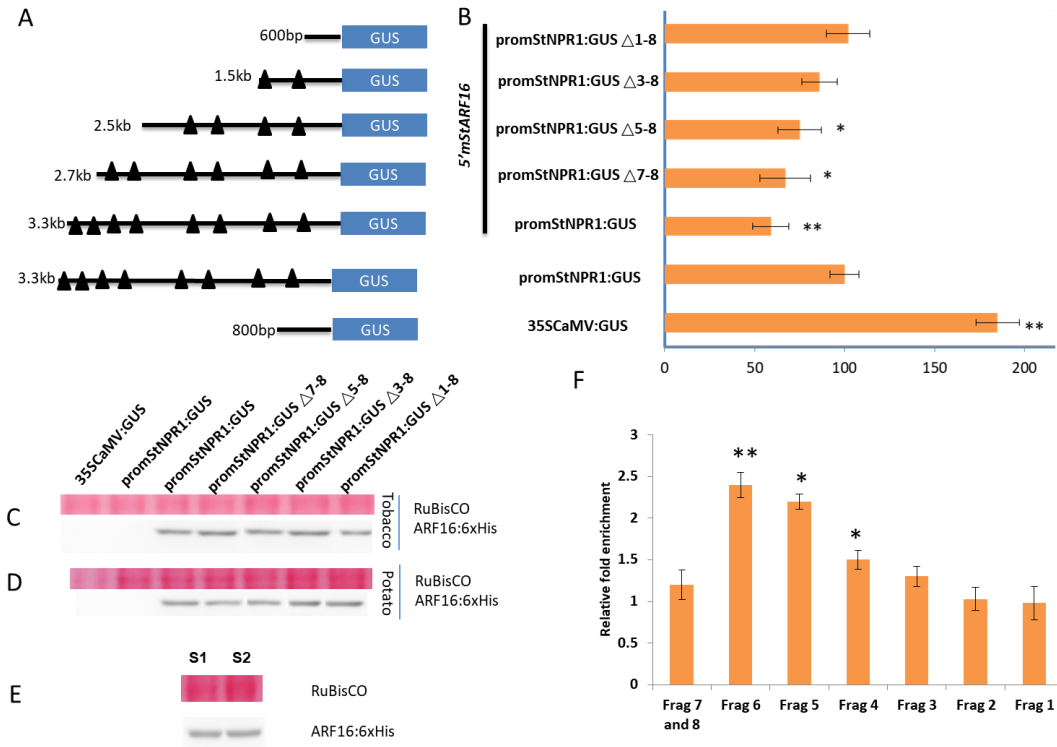 A
600bp GUS
1.5kb GUS
2.5kb GUS
2.7kb GUS
3.3kb GUS
3.3kb GUS
800bp GUS
B
5'mStARF16
promStNPR1:GUS △1-8
promStNPR1:GUS △3-8
promStNPR1:GUS △5-8 *
promStNPR1:GUS △7-8 *
promStNPR1:GUS **
promStNPR1:GUS
35SCaMV:GUS **
0 50 100 150 200
35SCaMV:GUS
promStNPR1:GUS
promStNPR1:GUS
promStNPR1:GUS △7-8
promStNPR1:GUS △5-8
promStNPR1:GUS △3-8
promStNPR1:GUS △1-8
C
Tobacco
RuBisCO
ARF16:6xHis
D
Potato
RuBisCO
ARF16:6xHis
E
S1 S2
RuBisCO
ARF16:6xHis
F
Relative fold enrichment
3
2.5
2
1.5
1
0.5
0
** * *
Frag 7 and 8 Frag 6 Frag 5 Frag 4 Frag 3 Frag 2 Frag 1